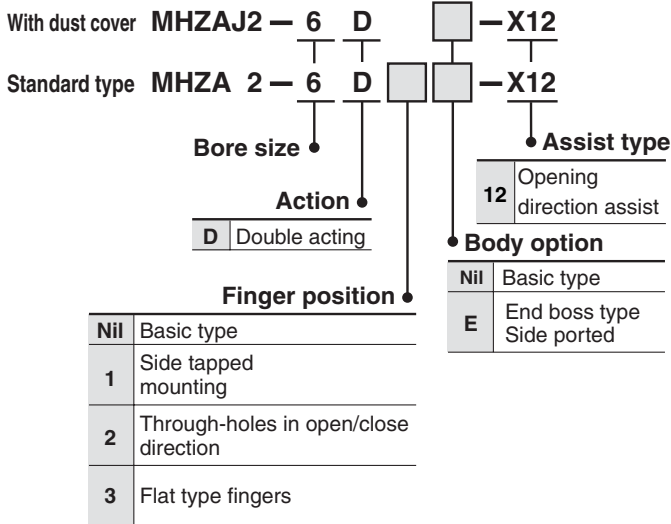 With dust cover MHZAJ2 – 6 D – X12
Standard type MHZA 2 – 6 D – X12
Bore size
Assist type
12 Opening direction assist
Action
D Double acting
Body option
Nil Basic type
E End boss type
Side ported
Finger position
Nil Basic type
1 Side tapped
mounting
2 Through-holes in open/close
direction
3 Flat type fingers